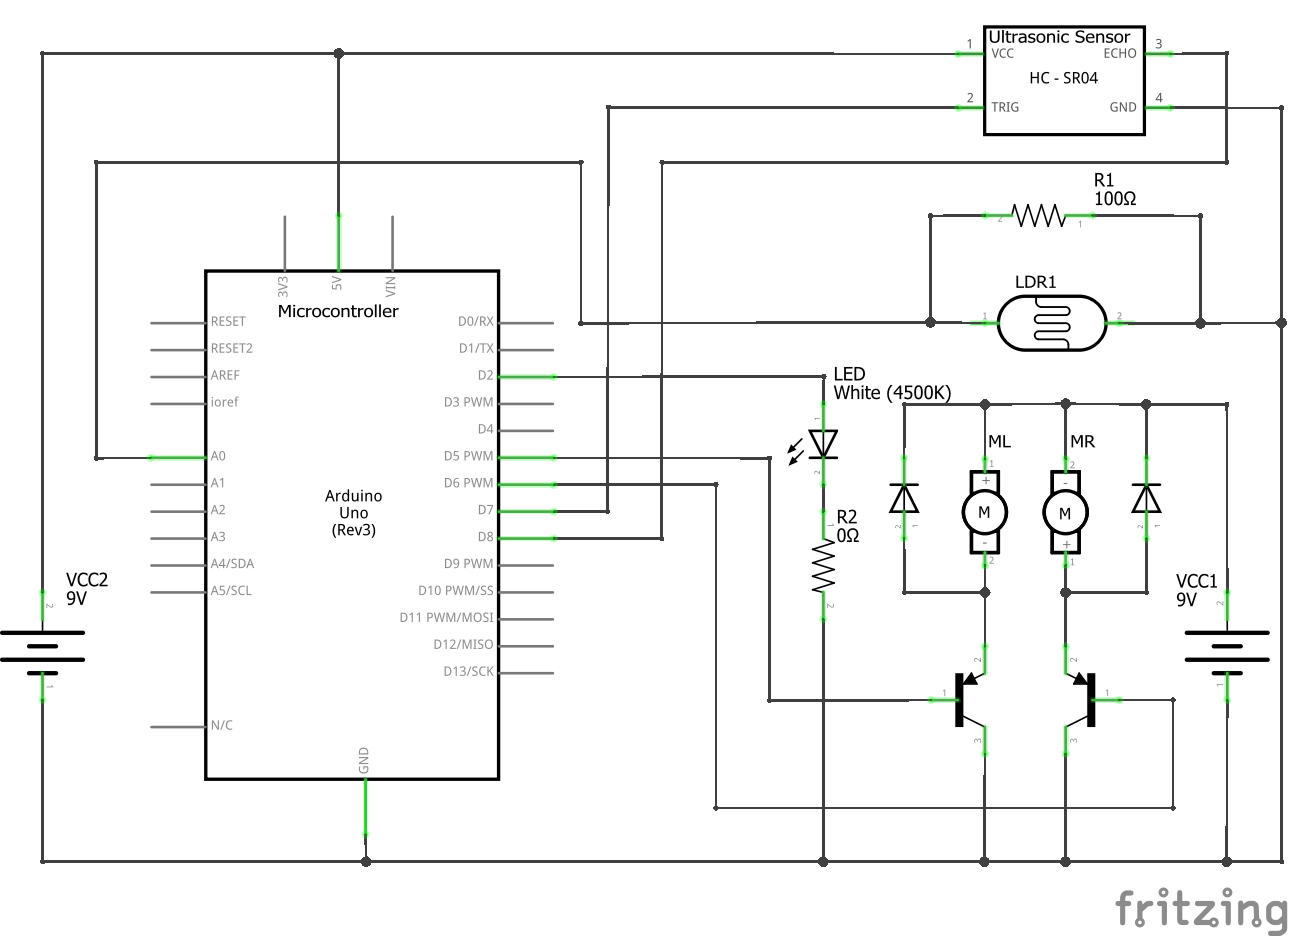 Ultrasonic Sensor
1
VCC
ECHO
3
HC - SR04
2
TRIG
GND
4
R1
100Ω
2
1
3V3
5V
VIN
Microcontroller
LDR1
1
2
RESET
D0/RX
RESET2
D1/TX
AREF
D2
ioref
D3 PWM
D4
A0
D5 PWM
A1
D6 PWM
A2
D7
A3
D8
A4/SDA
D9 PWM
A5/SCL
D10 PWM/SS
D11 PWM/MOSI
D12/MISO
D13/SCK
N/C
GND
Arduino
Uno
(Rev3)
LED
White (4500K)
1
2
R2
0Ω
1
2
ML
1
+
M
-
2
MR
2
-
M
+
1
2
1
2
1
VCC2
9V
2
1
VCC1
9V
2
1
2
1
3
2
1
3
fritzing